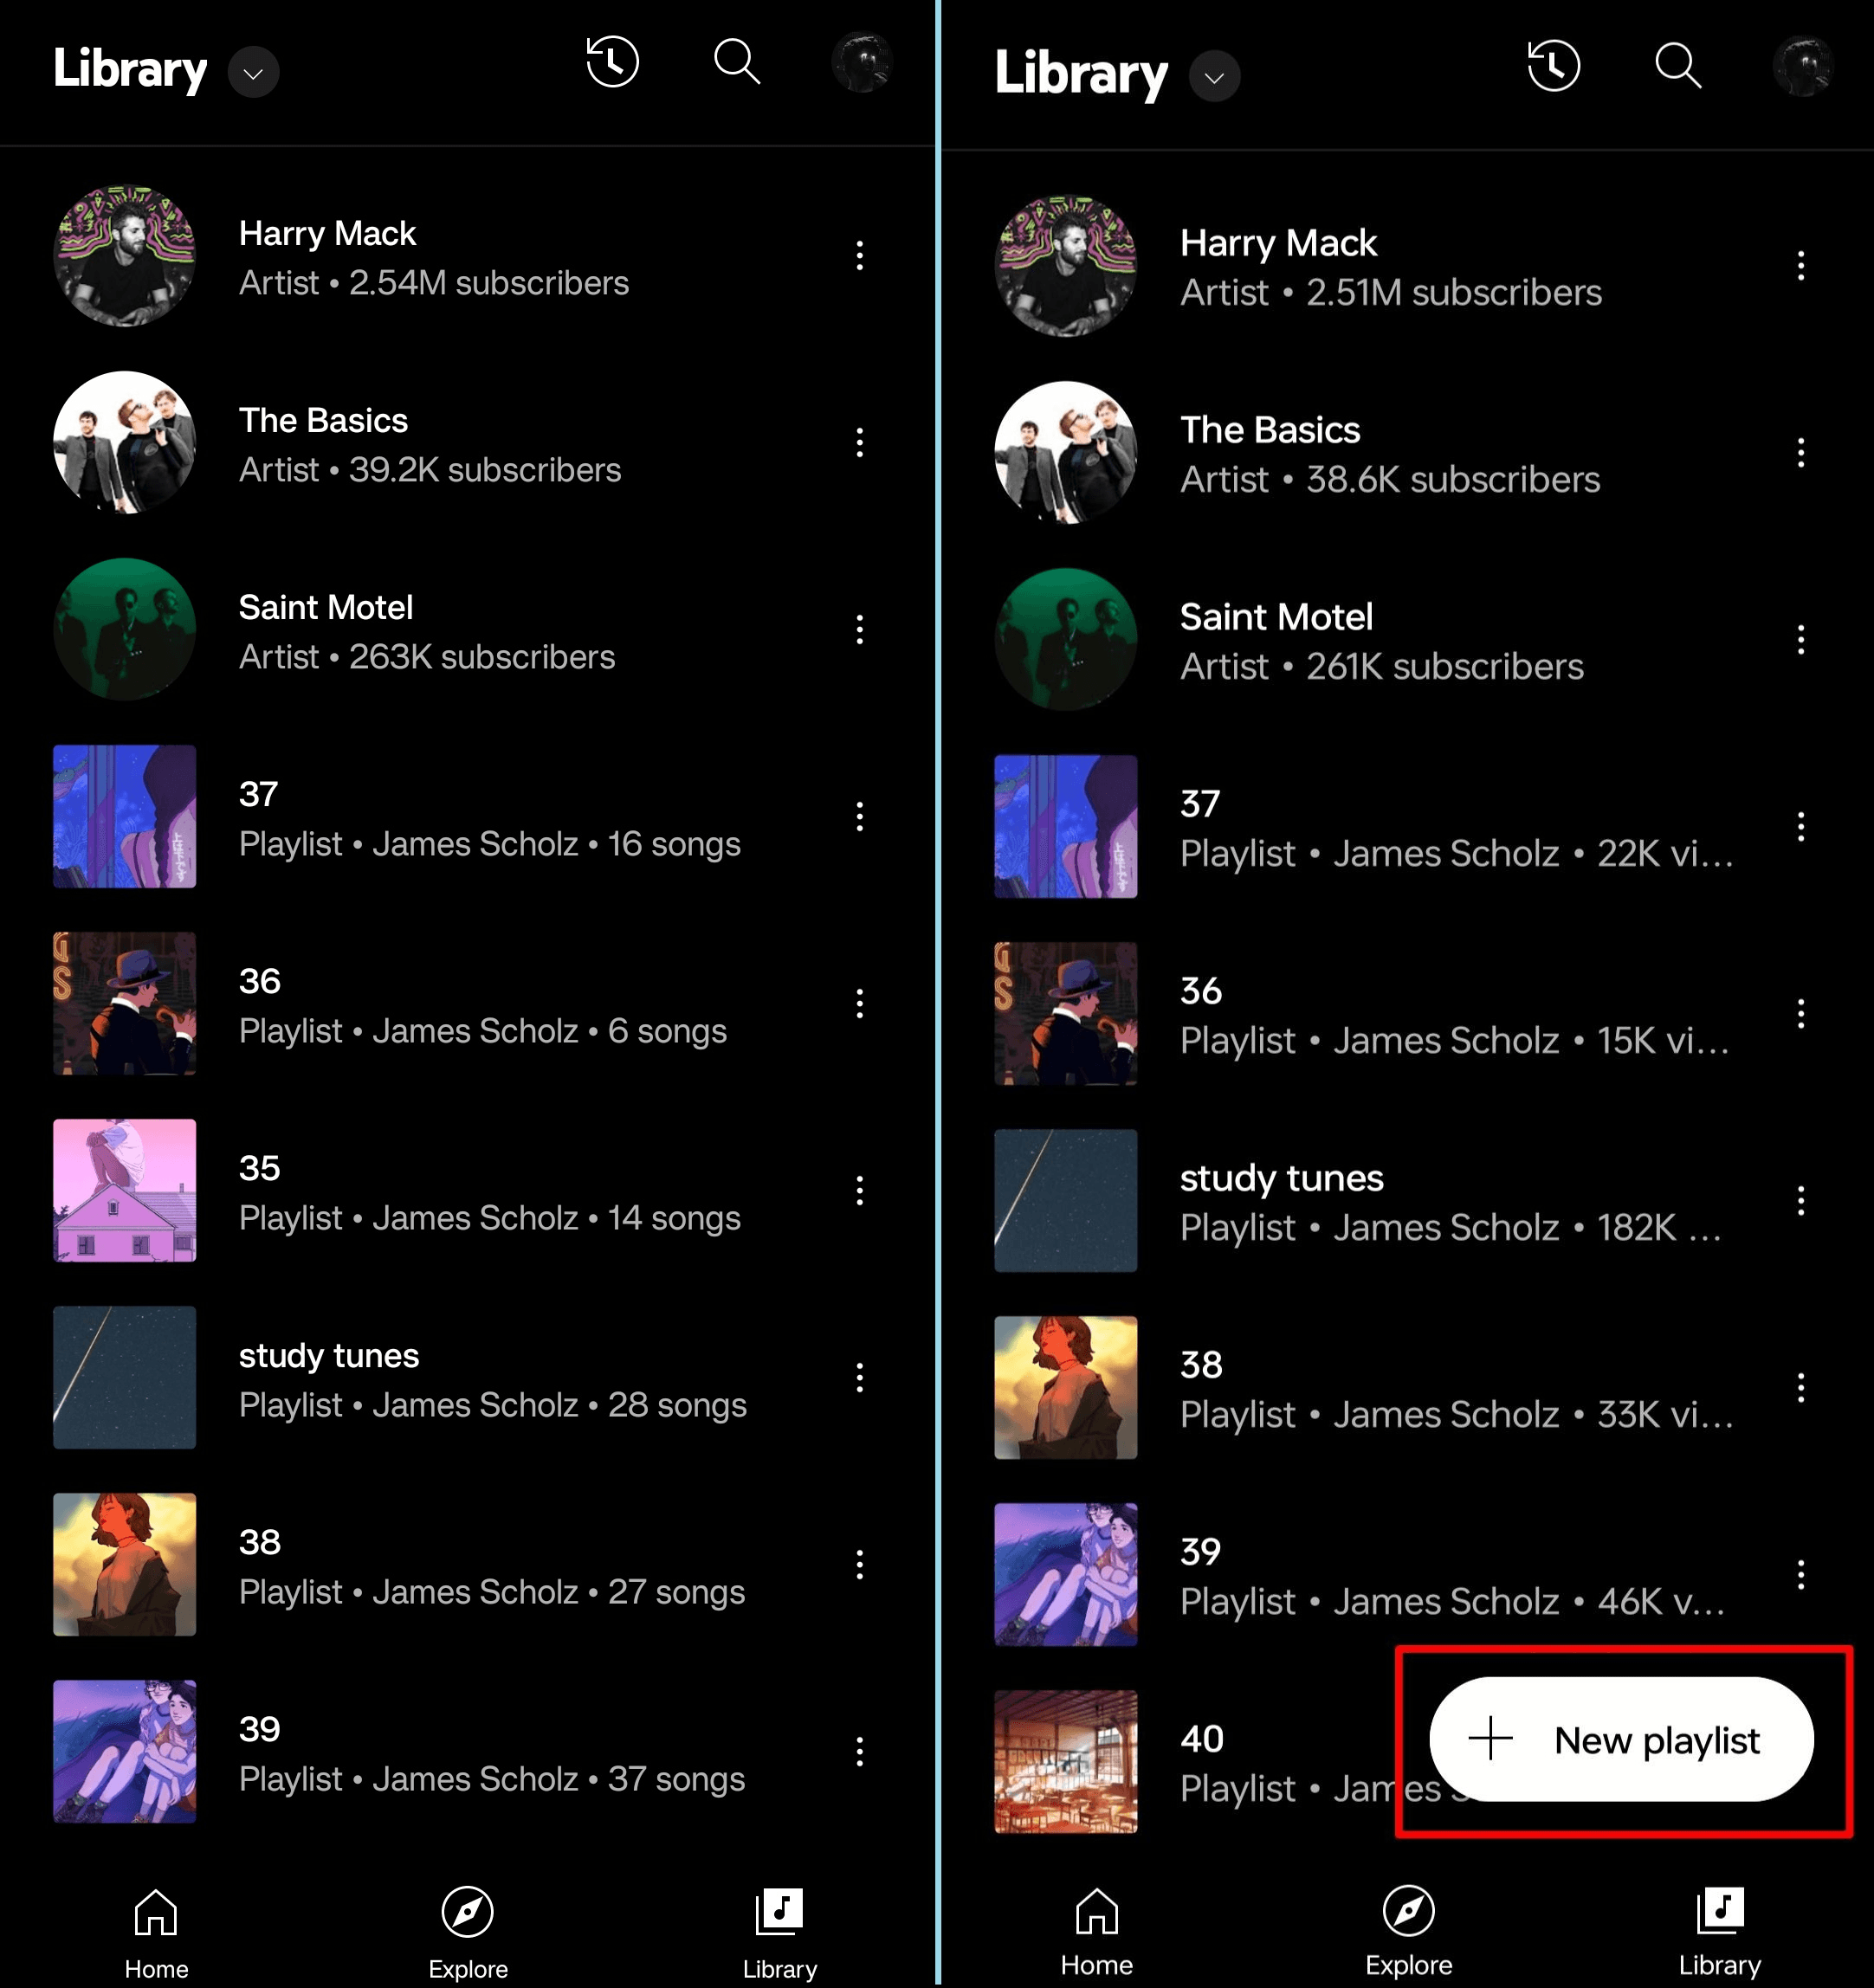 Library
Harry Mack
Artist • 2.54M subscribers
The Basics
Artist • 39.2K subscribers
Saint Motel
Artist • 263K subscribers
37
Playlist • James Scholz • 16 songs
36
Playlist • James Scholz • 6 songs
35
Playlist • James Scholz • 14 songs
study tunes
Playlist • James Scholz • 28 songs
38
Playlist • James Scholz • 27 songs
39
Playlist • James Scholz • 37 songs
Home
Explore
Library
Library
Harry Mack
Artist • 2.51M subscribers
The Basics
Artist • 38.6K subscribers
Saint Motel
Artist • 261K subscribers
37
Playlist • James Scholz • 22K vi...
36
Playlist • James Scholz • 15K vi...
study tunes
Playlist • James Scholz • 182K ...
38
Playlist • James Scholz • 33K vi...
39
Playlist • James Scholz • 46K v...
40
Playlist • James
New playlist
Home
Explore
Library